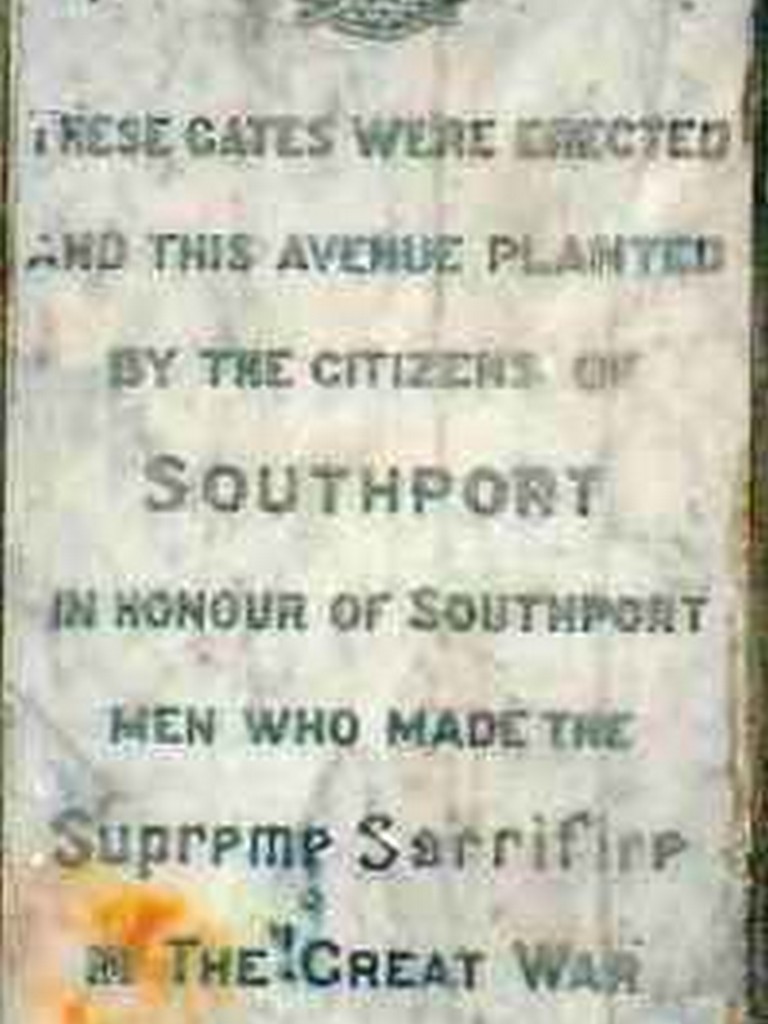 THESE GATES WERE ERECTED
AND THIS AVENUE PLANTED
BY THE CITIZENS OF
SOUTHPORT
IN HONOUR OF SOUTHPORT
MEN WHO MADE THE
Supreme Sacrifice
IN THE GREAT WAR